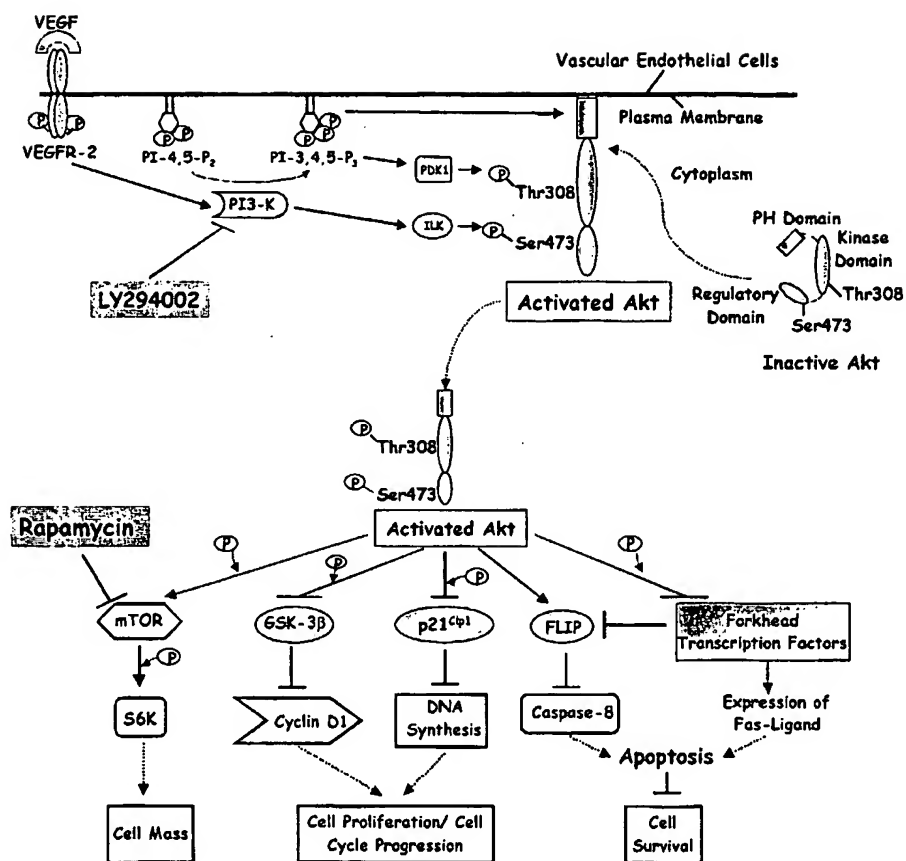 VEGF
Vascular Endothelial Cells
Plasma Membrane
P
P
P
P
P
P
P
VEGFR-2
PI-4,5-P₂
PI-3,4,5-P₃
PDK1
P
Thr308
Cytoplasm
PI3-K
ILK
P
Ser473
PH Domain
Kinase
Domain
Regulatory
Domain
Thr308
Ser473
LY294002
Activated Akt
Inactive Akt
P
Thr308
P
Ser473
Rapamycin
Activated Akt
P
P
P
P
mTOR
GSK-3β
p21ᶜⁱᵖ¹
FLIP
Forkhead
Transcription Factors
P
S6K
Cyclin D1
DNA
Synthesis
Caspase-8
Expression of
Fas-Ligand
Apoptosis
Cell Mass
Cell Proliferation/ Cell
Cycle Progression
Cell
Survival